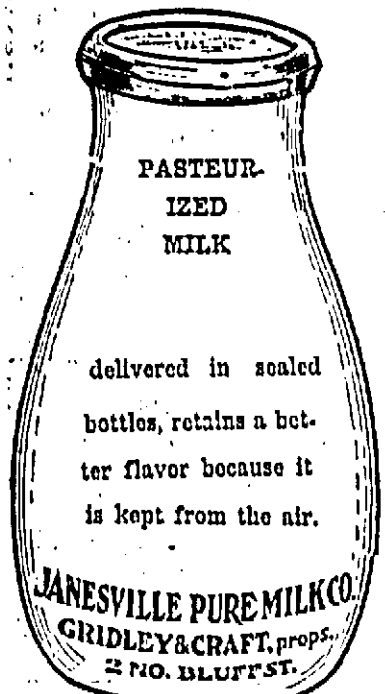 PASTEUR-
IZED
MILK
delivered in sealed
bottles, retains a bet-
ter flavor because it
is kept from the air.
JANESVILLE PURE MILK CO.
GRIDLEY & CRAFT, props.,
2 NO. BLUFF ST.